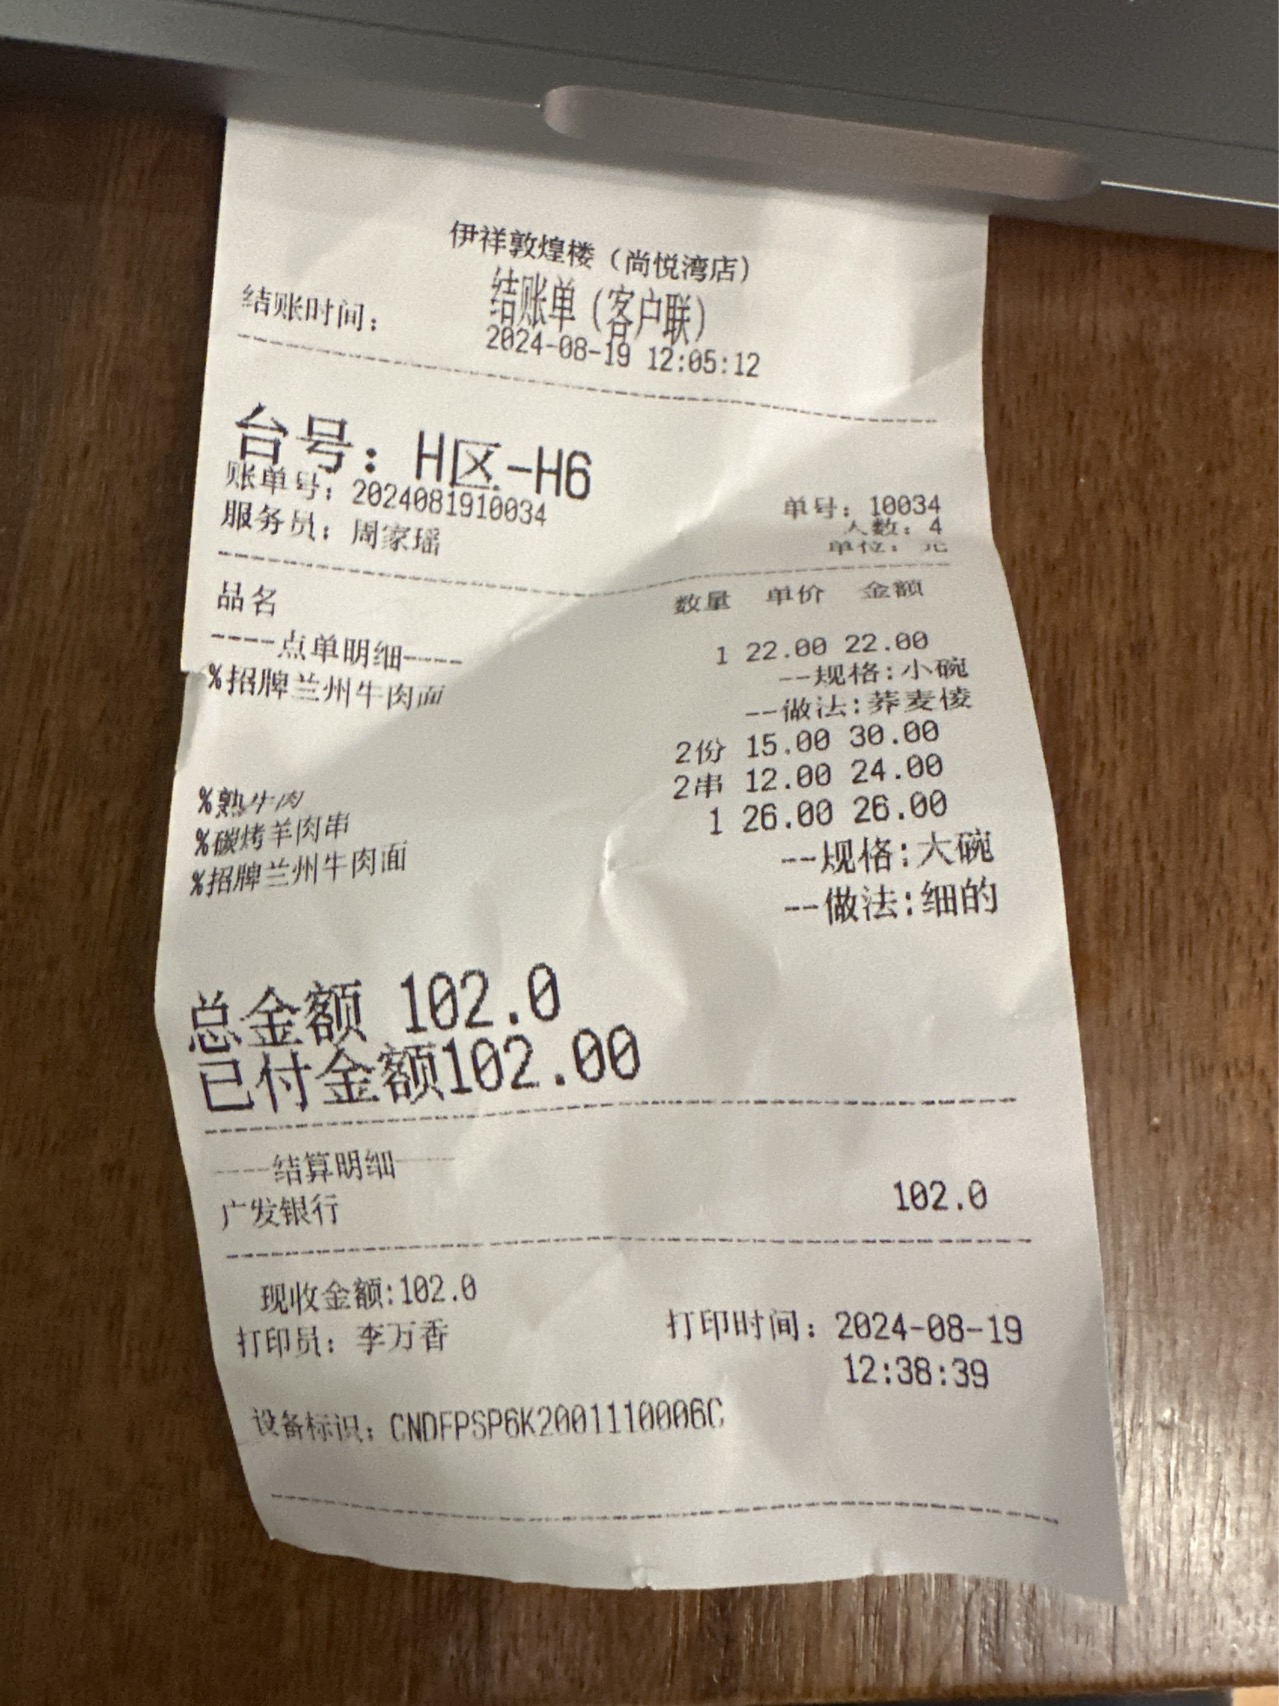 伊祥敦煌楼（尚悦湾店）
结账单（客户联）
结账时间： 2024-08-19 12:05:12
台号：H区-H6
账单号：2024081910034 单号：10034
服务员：周家瑶 人数：4
单位：元
品名 数量 单价 金额
----点单明细----
%招牌兰州牛肉面 1 22.00 22.00
--规格:小碗
--做法:荞麦棱
%熟牛肉 2份 15.00 30.00
%碳烤羊肉串 2串 12.00 24.00
%招牌兰州牛肉面 1 26.00 26.00
--规格:大碗
--做法:细的
总金额 102.0
已付金额102.00
----结算明细----
广发银行 102.0
现收金额:102.0
打印员：李万香 打印时间：2024-08-19
12:38:39
设备标识：CNDFPSP6K2001110006C